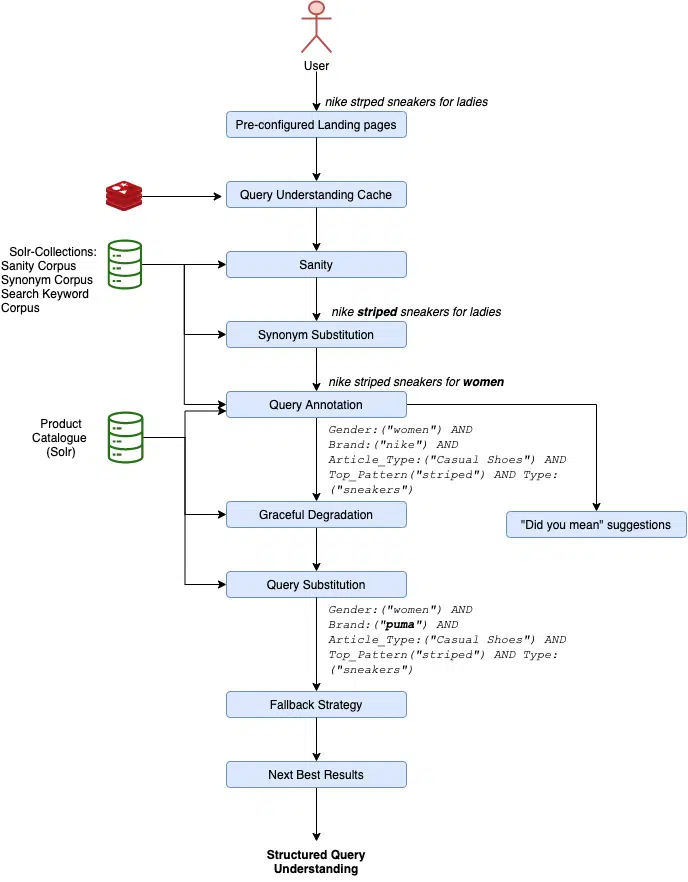 User
nike strped sneakers for ladies
Pre-configured Landing pages
Query Understanding Cache
Solr-Collections:
Sanity Corpus
Synonym Corpus
Search Keyword
Corpus
Sanity
nike striped sneakers for ladies
Synonym Substitution
nike striped sneakers for women
Query Annotation
Product
Catalogue
(Solr)
Gender:("women") AND
Brand:("nike") AND
Article_Type:("Casual Shoes") AND
Top_Pattern("striped") AND Type:
("sneakers")
Graceful Degradation
"Did you mean" suggestions
Query Substitution
Gender:("women") AND
Brand:("puma") AND
Article_Type:("Casual Shoes") AND
Top_Pattern("striped") AND Type:
("sneakers")
Fallback Strategy
Next Best Results
Structured Query
Understanding